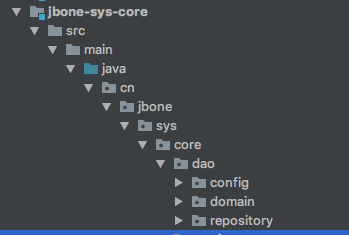 jbone-sys-core
src
main
java
cn
jbone
sys
core
dao
config
domain
repository